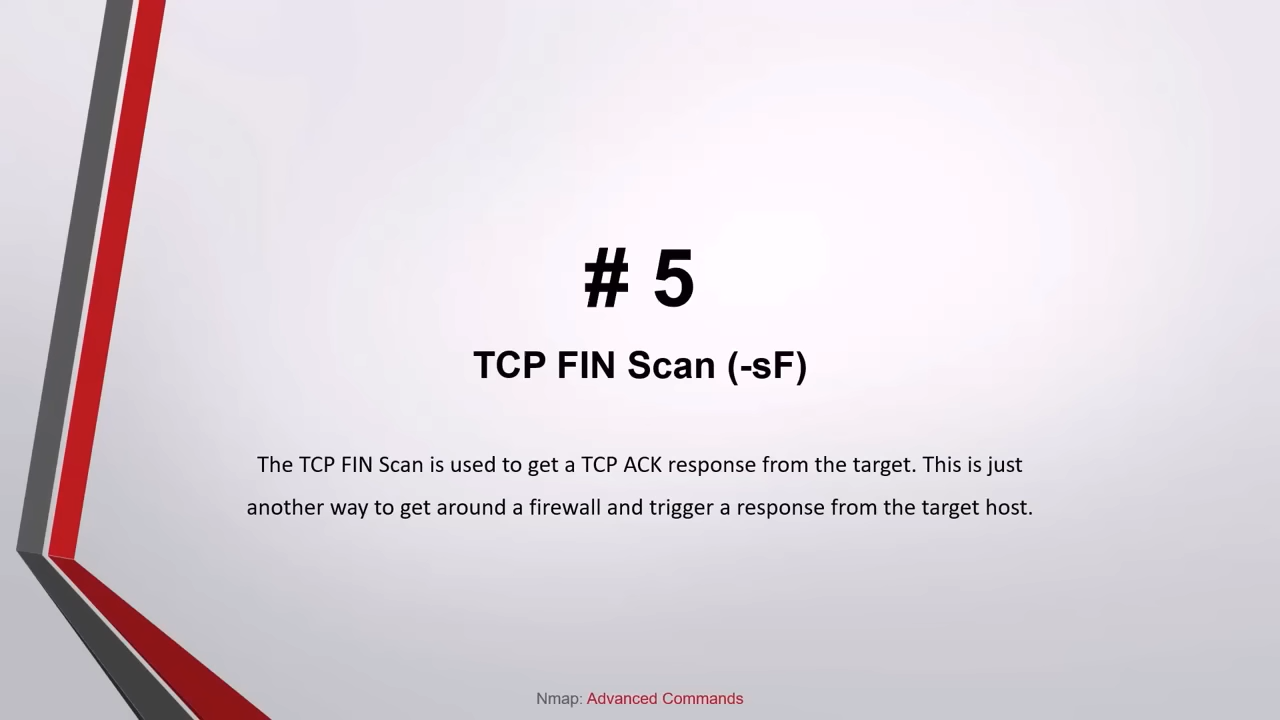 # 5
TCP FIN Scan (-sF)
The TCP FIN Scan is used to get a TCP ACK response from the target. This is just
another way to get around a firewall and trigger a response from the target host.
Nmap: Advanced Commands